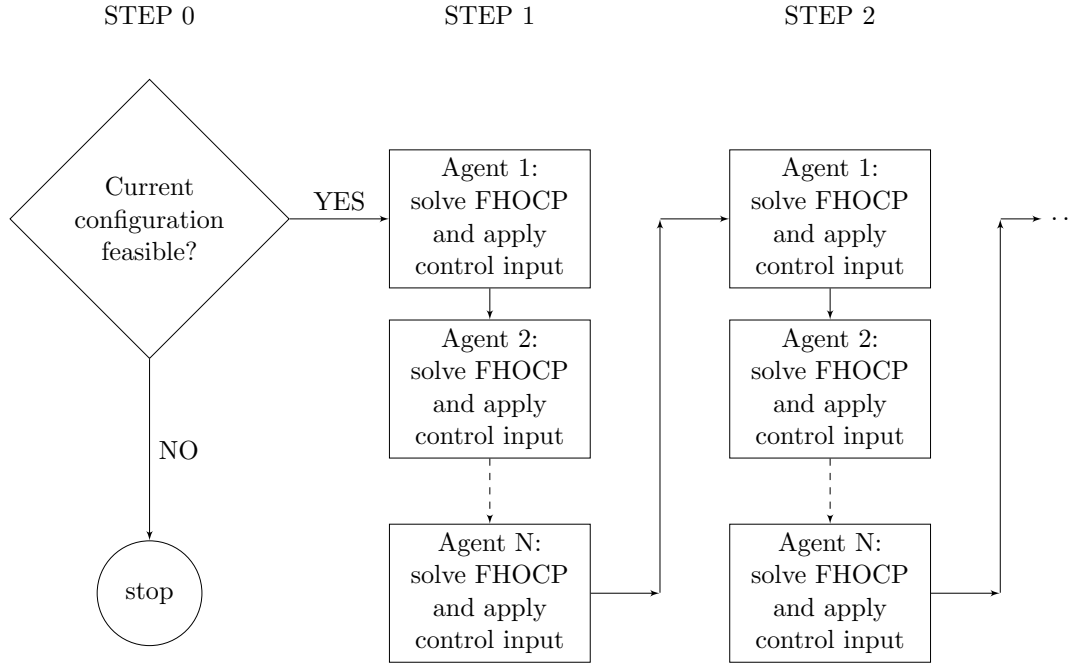 STEP 0
STEP 1
STEP 2
Current
configuration
feasible?
YES
NO
stop
Agent 1:
solve FHOCP
and apply
control input
Agent 2:
solve FHOCP
and apply
control input
Agent N:
solve FHOCP
and apply
control input
Agent 1:
solve FHOCP
and apply
control input
Agent 2:
solve FHOCP
and apply
control input
Agent N:
solve FHOCP
and apply
control input
. .